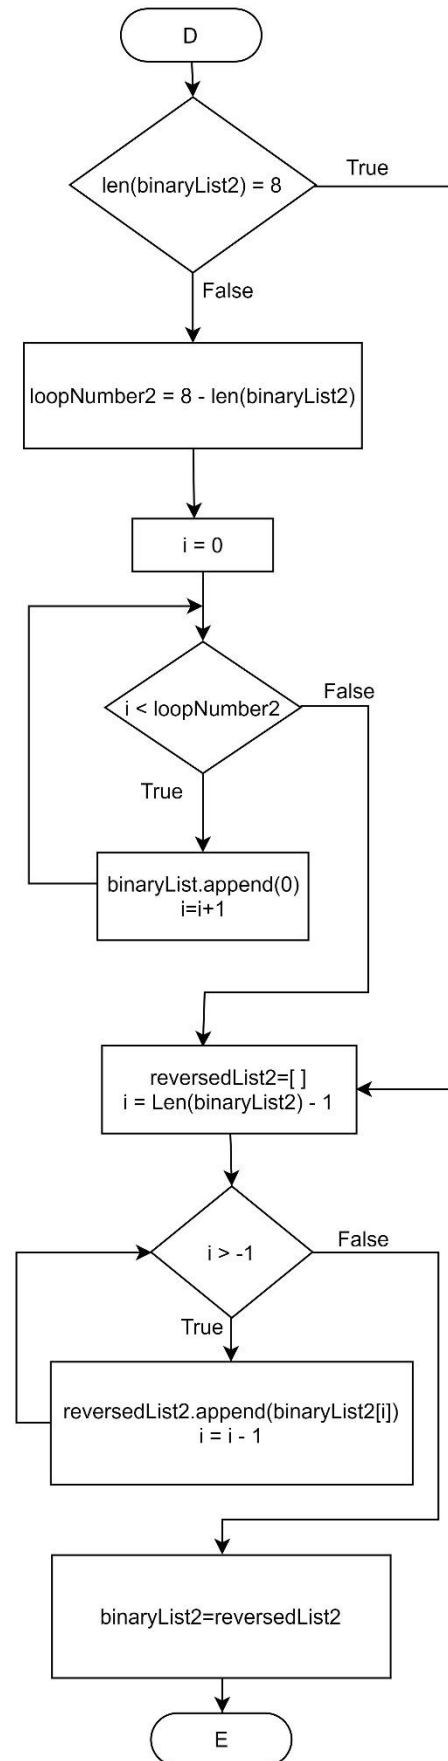 D
len(binaryList2) = 8
True
False
loopNumber2 = 8 - len(binaryList2)
i = 0
i < loopNumber2
False
True
binaryList.append(0)
i=i+1
reversedList2=[ ]
i = Len(binaryList2) - 1
i > -1
False
True
reversedList2.append(binaryList2[i])
i = i - 1
binaryList2=reversedList2
E